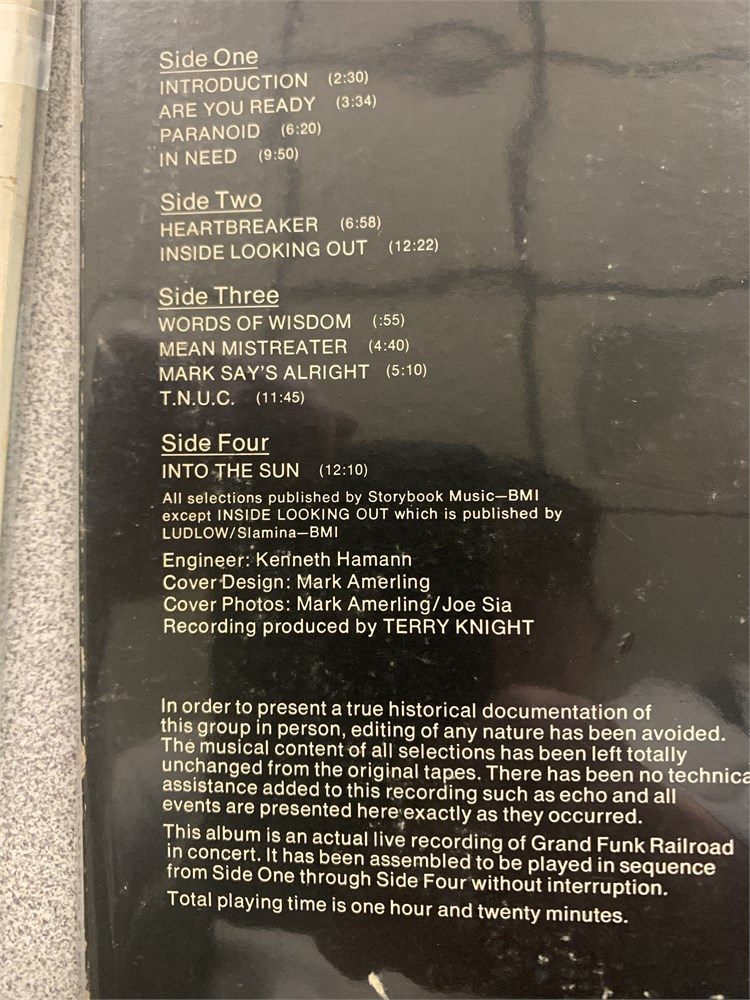 Side One
INTRODUCTION (2:30)
ARE YOU READY (3:34)
PARANOID (6:20)
IN NEED (9:50)
Side Two
HEARTBREAKER (6:58)
INSIDE LOOKING OUT (12:22)
Side Three
WORDS OF WISDOM (:55)
MEAN MISTREATER (4:40)
MARK SAY'S ALRIGHT (5:10)
T.N.U.C. (11:45)
Side Four
INTO THE SUN (12:10)
All selections published by Storybook Music—BMI
except INSIDE LOOKING OUT which is published by
LUDLOW/Slamina—BMI
Engineer: Kenneth Hamann
Cover Design: Mark Amerling
Cover Photos: Mark Amerling/Joe Sia
Recording produced by TERRY KNIGHT
In order to present a true historical documentation of
this group in person, editing of any nature has been avoided.
The musical content of all selections has been left totally
unchanged from the original tapes. There has been no technica
assistance added to this recording such as echo and all
events are presented here exactly as they occurred.
This album is an actual live recording of Grand Funk Railroad
in concert. It has been assembled to be played in sequence
from Side One through Side Four without interruption.
Total playing time is one hour and twenty minutes.